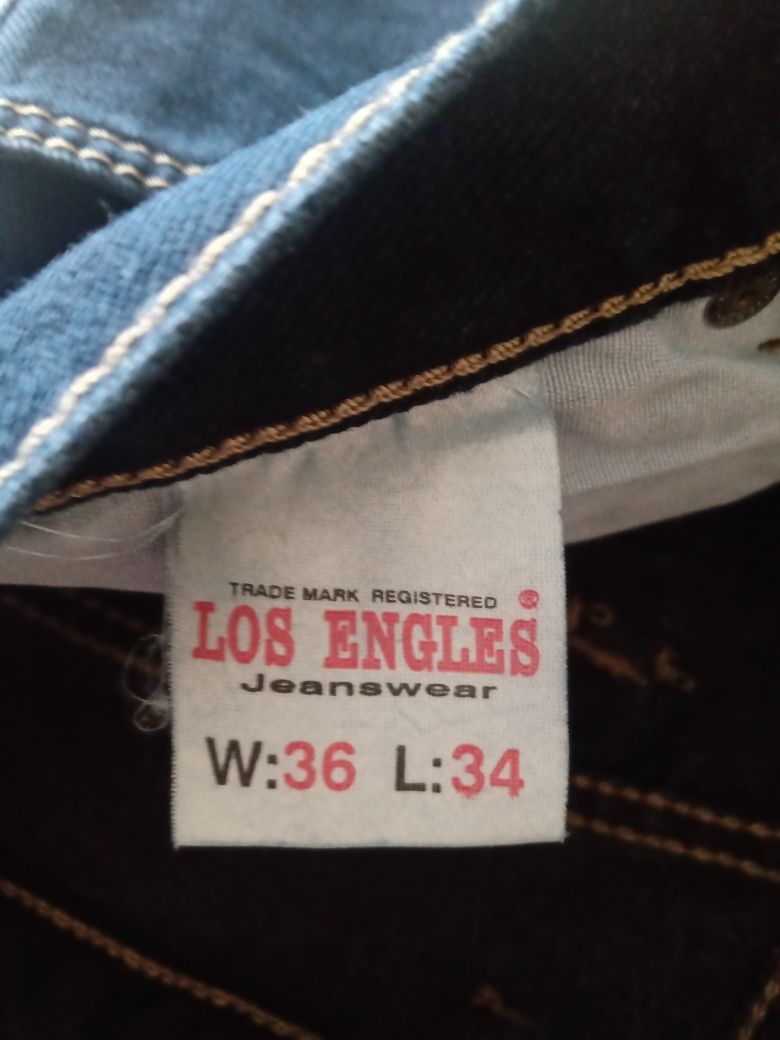 TRADE MARK REGISTERED ®
LOS ENGLES
Jeanswear
W:36 L:34